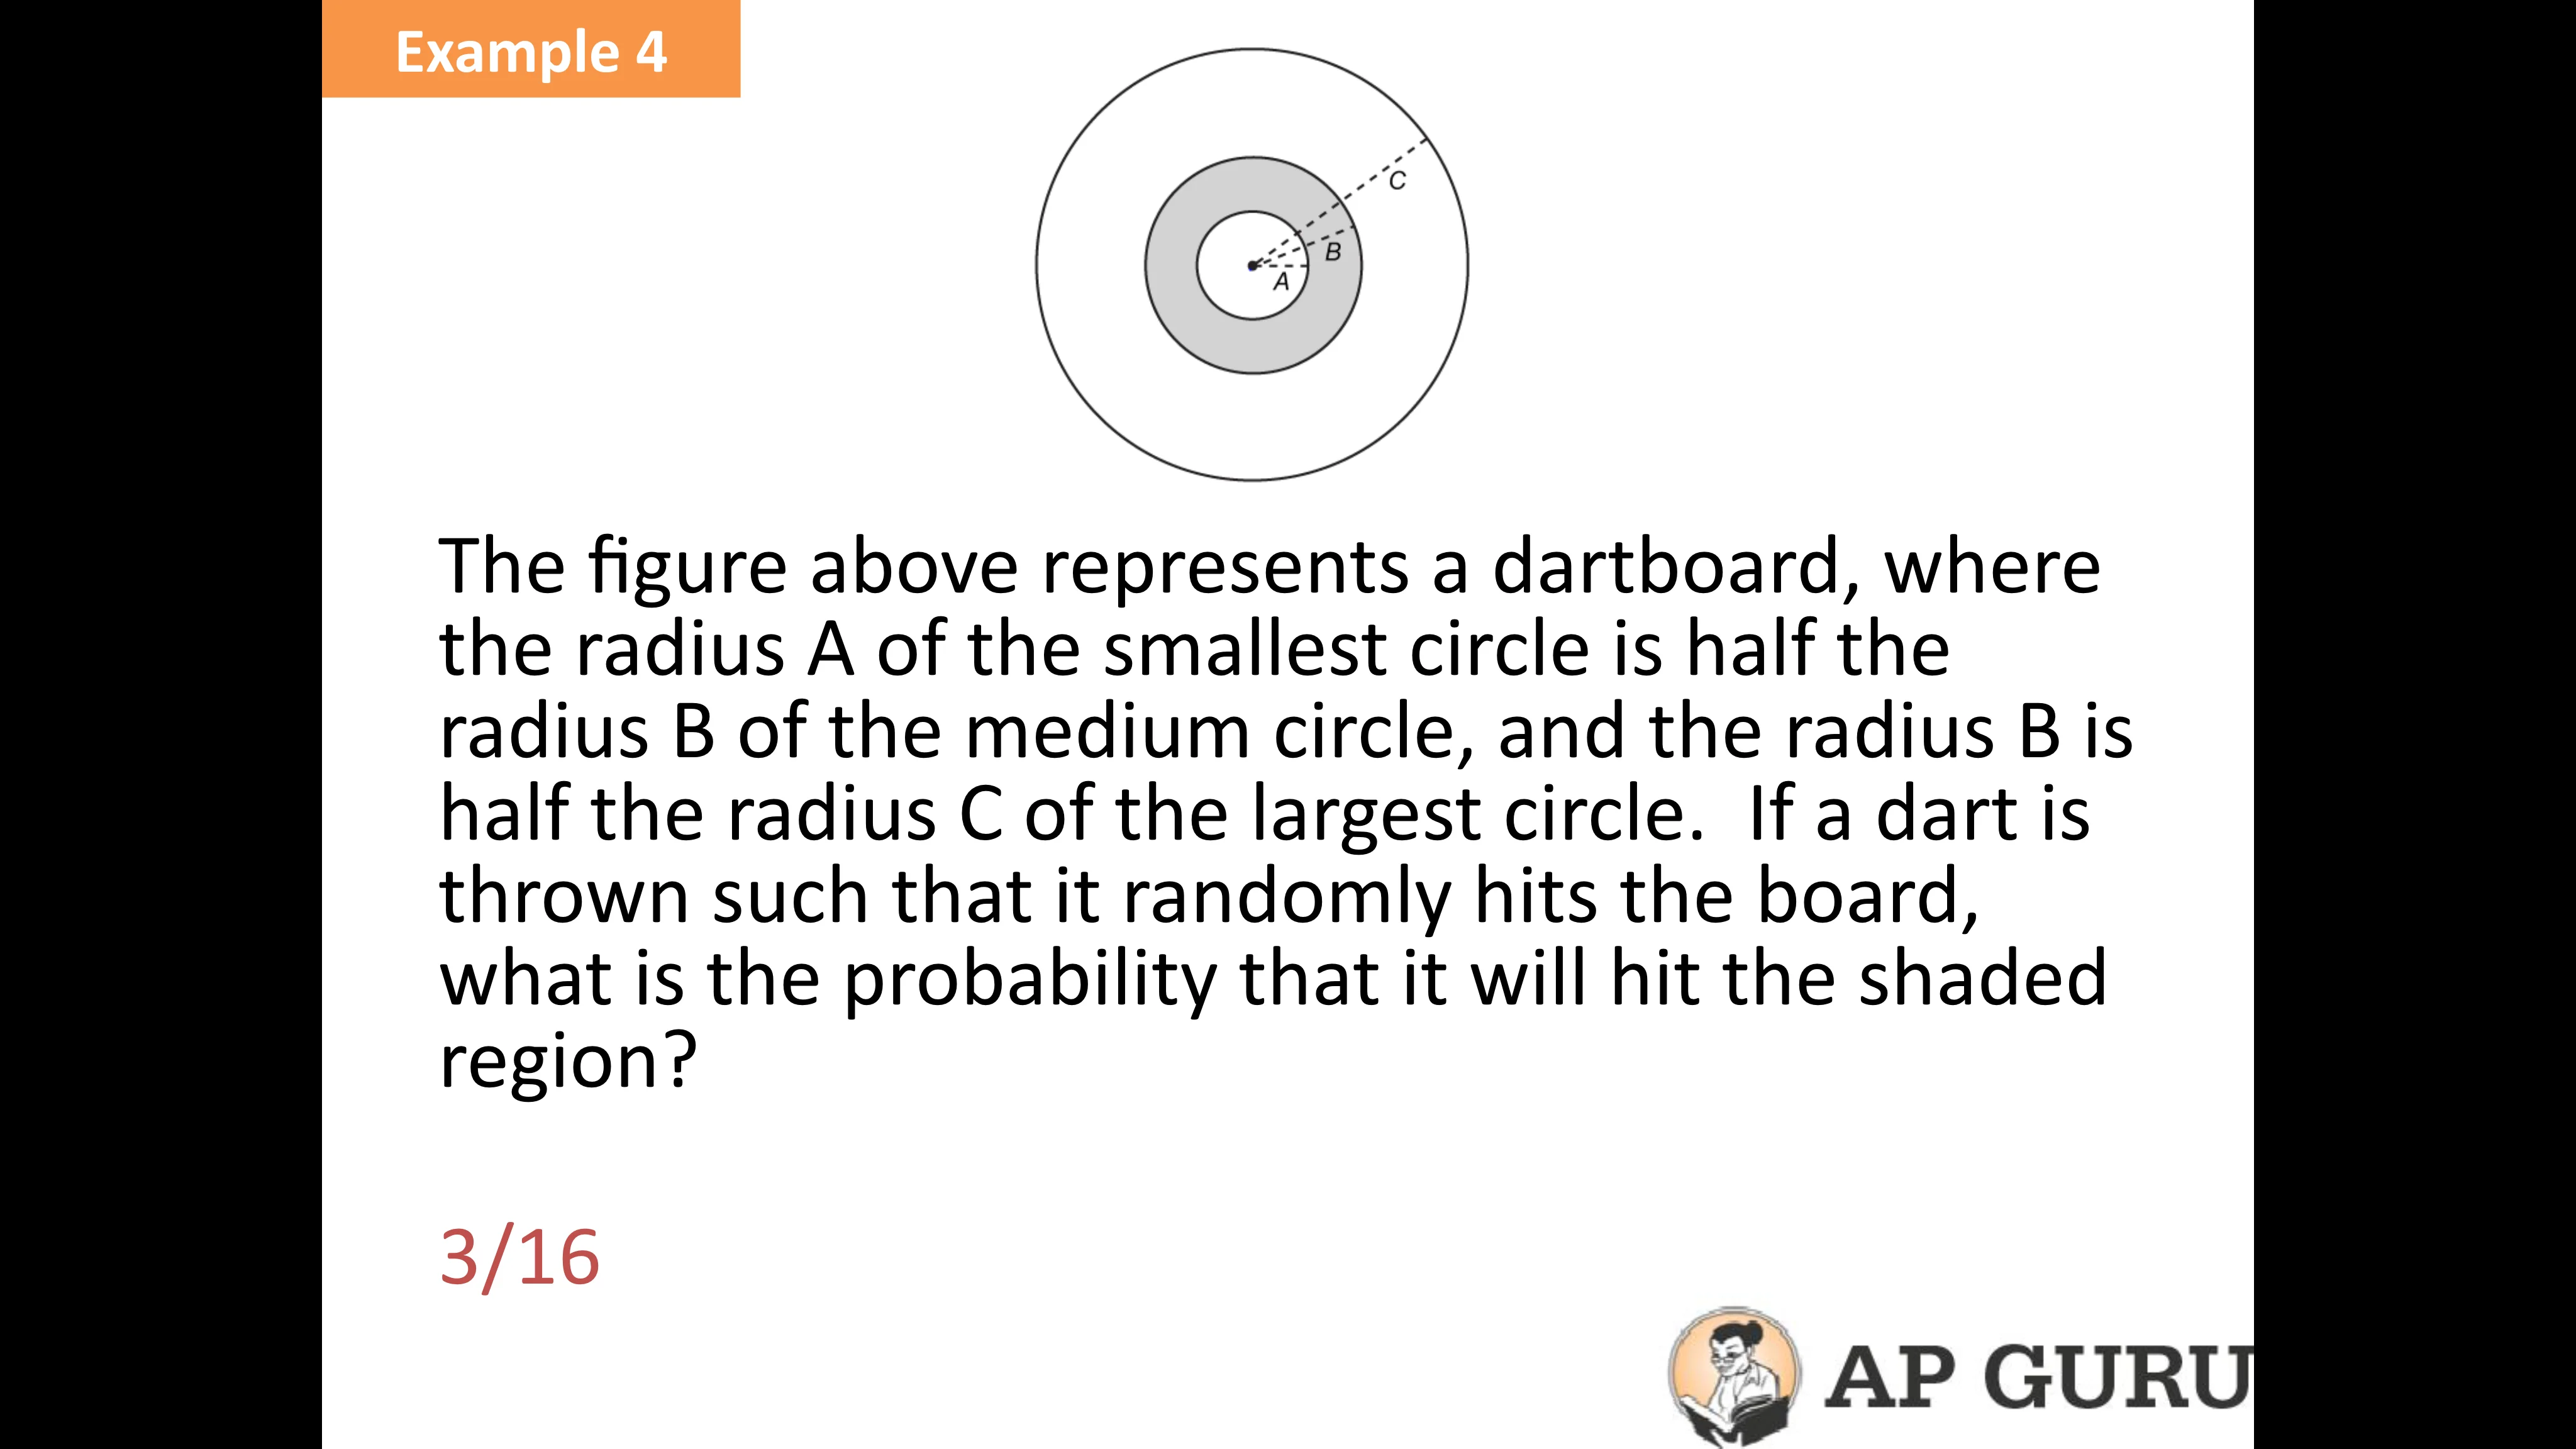 Example 4
C
B
A
The figure above represents a dartboard, where
the radius A of the smallest circle is half the
radius B of the medium circle, and the radius B is
half the radius C of the largest circle.  If a dart is
thrown such that it randomly hits the board,
what is the probability that it will hit the shaded
region?
3/16
AP GURU